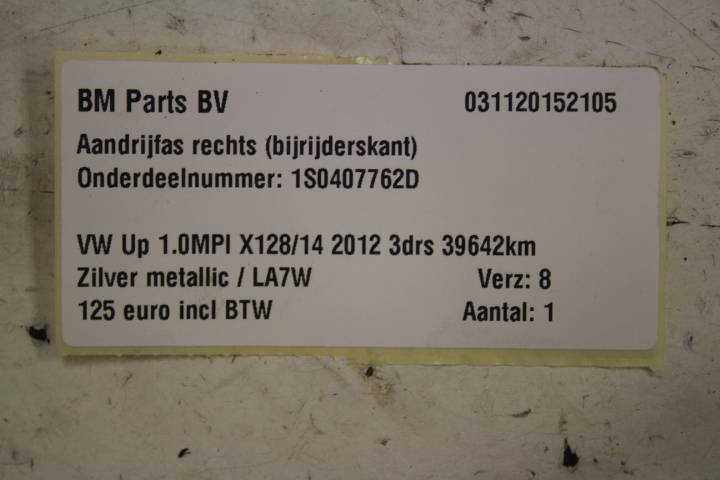 BM Parts BV 031120152105
Aandrijfas rechts (bijrijderskant)
Onderdeelnummer: 1S0407762D
VW Up 1.0MPI X128/14 2012 3drs 39642km
Zilver metallic / LA7W Verz: 8
125 euro incl BTW Aantal: 1